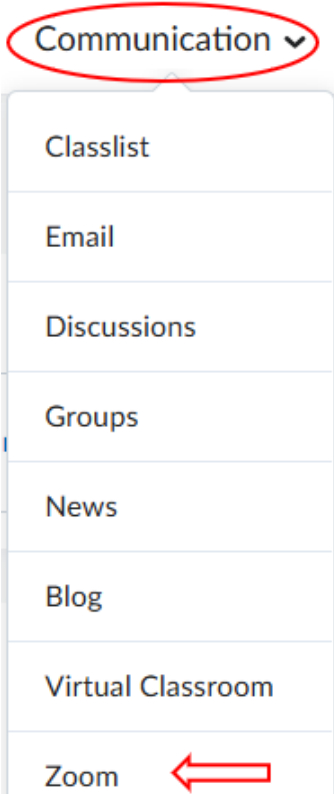 Communication
Classlist
Email
Discussions
Groups
News
Blog
Virtual Classroom
Zoom